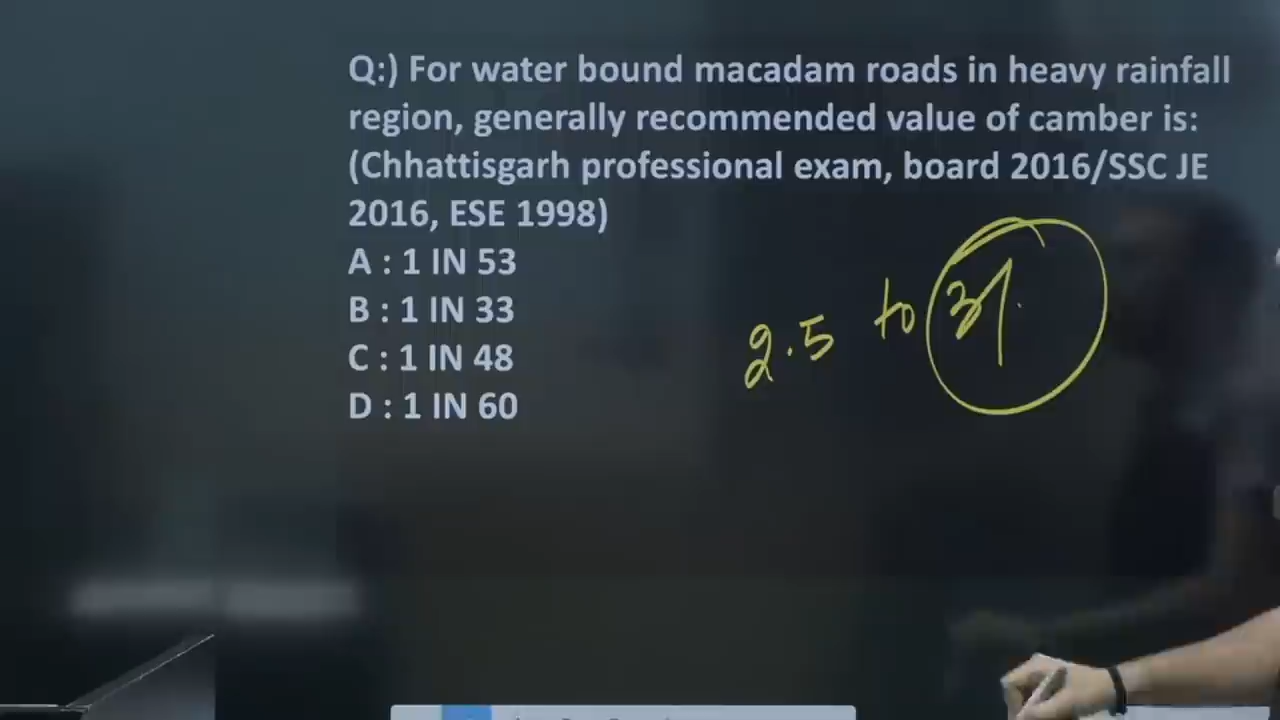 Q:) For water bound macadam roads in heavy rainfall
region, generally recommended value of camber is:
(Chhattisgarh professional exam, board 2016/SSC JE
2016, ESE 1998)
A : 1 IN 53
B : 1 IN 33
C : 1 IN 48
D : 1 IN 60
2.5 to 3%